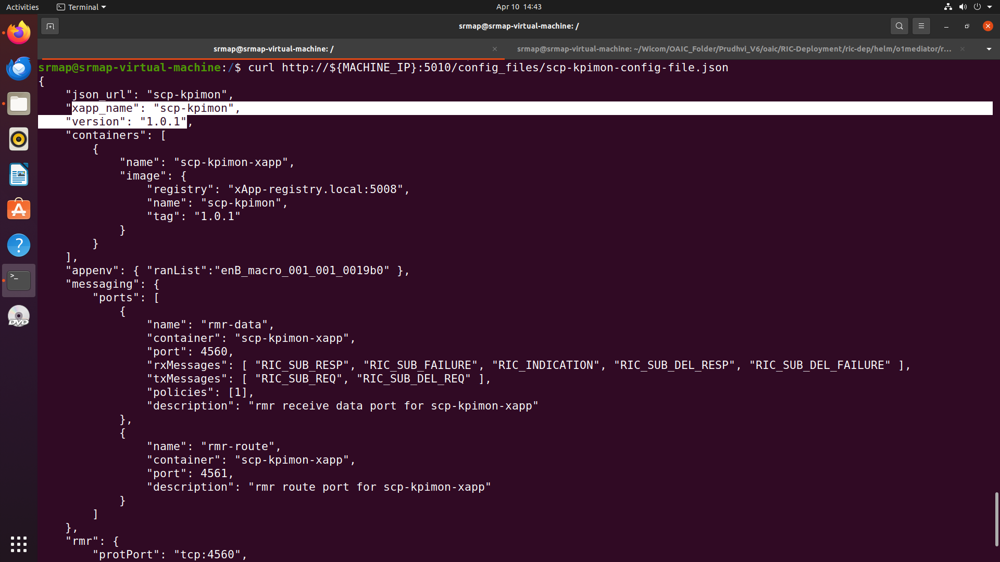 Activities
Terminal
Apr 10 14:43
srmap@srmap-virtual-machine: /
srmap@srmap-virtual-machine: /
srmap@srmap-virtual-machine: ~/Wicom/OAIC_Folder/Prudhvi_V6/oaic/RIC-Deployment/ric-dep/helm/o1mediator/r...
srmap@srmap-virtual-machine:/$ curl http://${MACHINE_IP}:5010/config_files/scp-kpimon-config-file.json
{
    "json_url": "scp-kpimon",
    "xapp_name": "scp-kpimon",
    "version": "1.0.1",
    "containers": [
        {
            "name": "scp-kpimon-xapp",
            "image": {
                "registry": "xApp-registry.local:5008",
                "name": "scp-kpimon",
                "tag": "1.0.1"
            }
        }
    ],
    "appenv": { "ranList":"enB_macro_001_001_0019b0" },
    "messaging": {
        "ports": [
            {
                "name": "rmr-data",
                "container": "scp-kpimon-xapp",
                "port": 4560,
                "rxMessages": [ "RIC_SUB_RESP", "RIC_SUB_FAILURE", "RIC_INDICATION", "RIC_SUB_DEL_RESP", "RIC_SUB_DEL_FAILURE" ],
                "txMessages": [ "RIC_SUB_REQ", "RIC_SUB_DEL_REQ" ],
                "policies": [1],
                "description": "rmr receive data port for scp-kpimon-xapp"
            },
            {
                "name": "rmr-route",
                "container": "scp-kpimon-xapp",
                "port": 4561,
                "description": "rmr route port for scp-kpimon-xapp"
            }
        ]
    },
    "rmr": {
        "protPort": "tcp:4560",
DVD